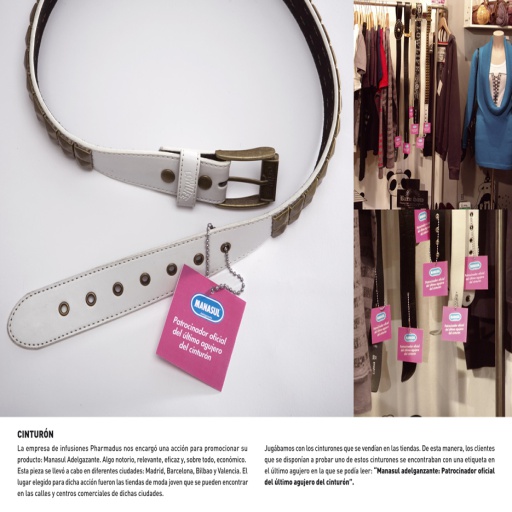 MANASUL
Patrocinador oficial
del último agujero
del cinturón
CINTURÓN
La empresa de infusiones Pharmadus nos encargó una acción para promocionar su
producto: Manasul Adelgazante. Algo notorio, relevante, eficaz y, sobre todo, económico.
Esta pieza se llevó a cabo en diferentes ciudades: Madrid, Barcelona, Bilbao y Valencia. El
lugar elegido para dicha acción fueron las tiendas de moda joven que se pueden encontrar
en las calles y centros comerciales de dichas ciudades.
Jugábamos con los cinturones que se vendían en las tiendas. De esta manera, los clientes
que se disponían a probar uno de estos cinturones se encontraban con una etiqueta en
el último agujero en la que se podía leer: "Manasul adelganzante: Patrocinador oficial
del último agujero del cinturón".